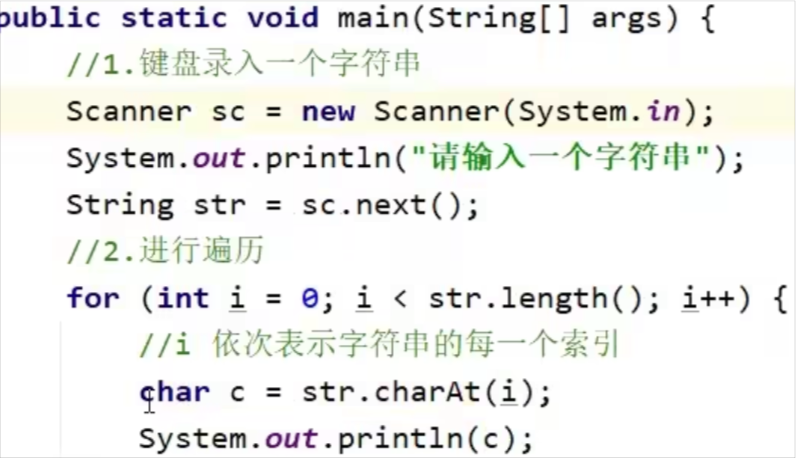 public static void main(String[] args) {
//1.键盘录入一个字符串
Scanner sc = new Scanner(System.in);
System.out.println("请输入一个字符串");
String str = sc.next();
//2.进行遍历
for (int i = 0; i < str.length(); i++) {
//i 依次表示字符串的每一个索引
char c = str.charAt(i);
System.out.println(c);